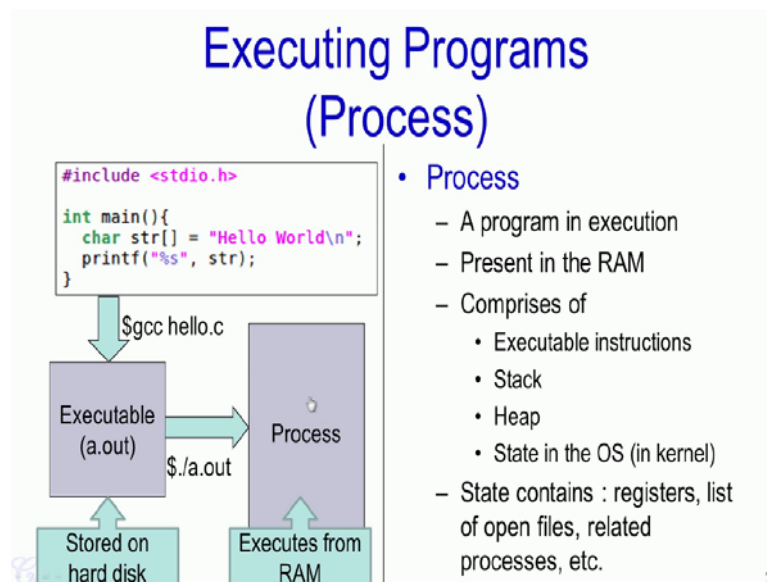 Executing Programs
(Process)
#include <stdio.h>
int main(){
char str[] = "Hello World\n";
printf("%s", str);
}
$gcc hello.c
Executable
(a.out)
$./a.out
Process
Stored on
hard disk
Executes from
RAM
• Process
– A program in execution
– Present in the RAM
– Comprises of
• Executable instructions
• Stack
• Heap
• State in the OS (in kernel)
– State contains : registers, list
of open files, related
processes, etc.